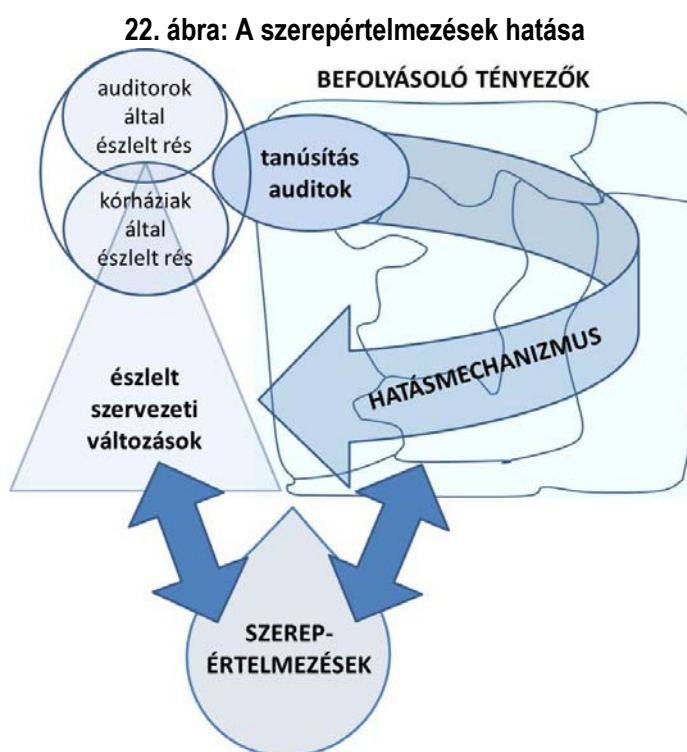 22. ábra: A szerepértelmezések hatása
BEFOLYÁSOLÓ TÉNYEZŐK
auditorok
által
észlelt rés
tanúsítás
auditok
kórháziak
által
észlelt rés
HATÁSMECHANIZMUS
észlelt
szervezeti
változások
SZEREP-
ÉRTELMEZÉSEK